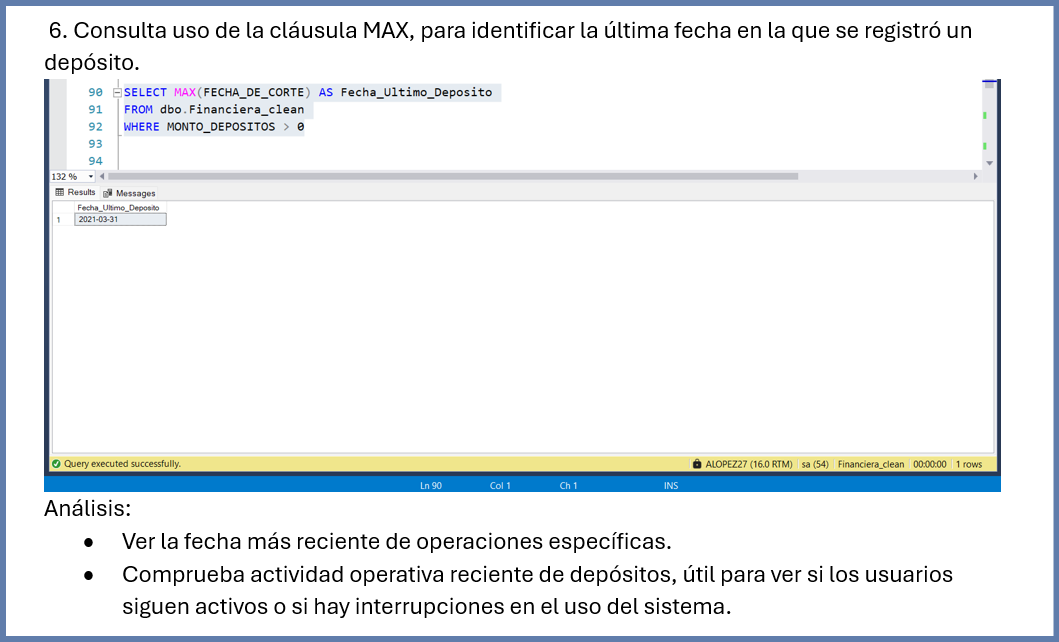 6. Consulta uso de la cláusula MAX, para identificar la última fecha en la que se registró un
depósito.
90 SELECT MAX(FECHA_DE_CORTE) AS Fecha_Ultimo_Deposito
91 FROM dbo.Financiera_clean
92 WHERE MONTO_DEPOSITOS > 0
93
94
132 %
Results Messages
Fecha_Ultimo_Deposito
1 2021-03-31
Query executed successfully. ALOPEZ27 (16.0 RTM) sa (54) Financiera_clean 00:00:00 1 rows
Ln 90 Col 1 Ch 1 INS
Análisis:
● Ver la fecha más reciente de operaciones específicas.
● Comprueba actividad operativa reciente de depósitos, útil para ver si los usuarios
siguen activos o si hay interrupciones en el uso del sistema.